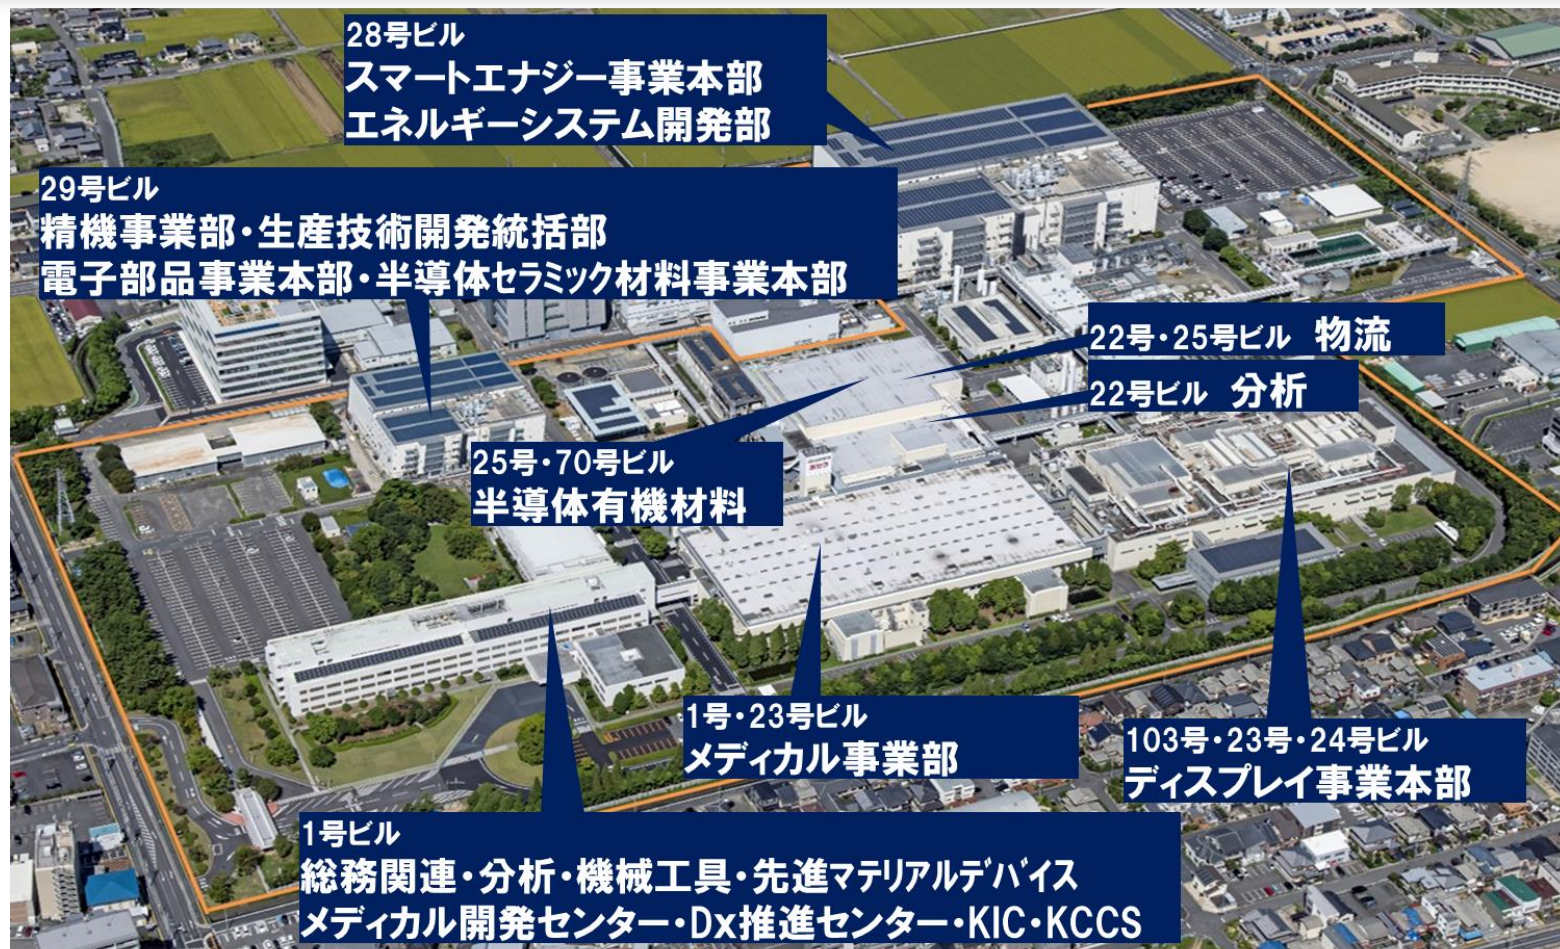 28号ビル
スマートエナジー事業本部
エネルギーシステム開発部
29号ビル
精機事業部・生産技術開発統括部
電子部品事業本部・半導体セラミック材料事業本部
22号・25号ビル 物流
22号ビル 分析
25号・70号ビル
半導体有機材料
1号・23号ビル
メディカル事業部
103号・23号・24号ビル
ディスプレイ事業本部
1号ビル
総務関連・分析・機械工具・先進マテリアルデバイス
メディカル開発センター・Dx推進センター・KIC・KCCS